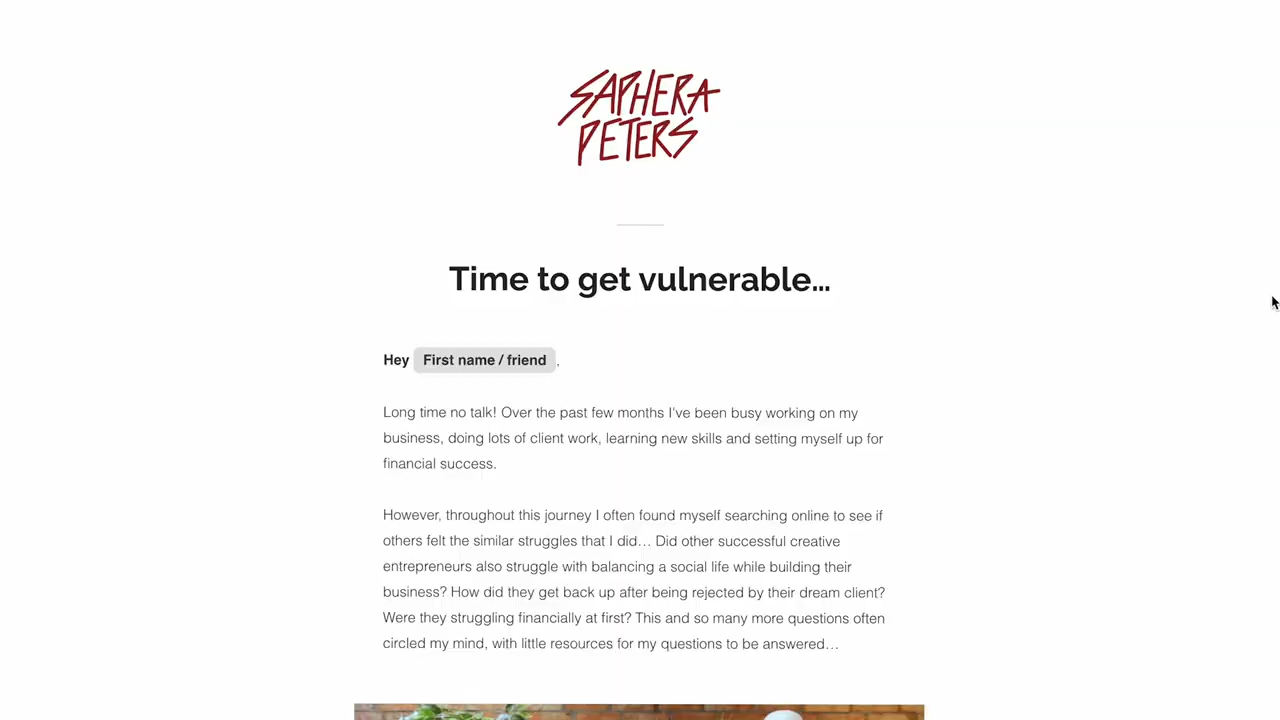 SAPHERA
PETERS
Time to get vulnerable…
Hey First name / friend ,
Long time no talk! Over the past few months I've been busy working on my
business, doing lots of client work, learning new skills and setting myself up for
financial success.
However, throughout this journey I often found myself searching online to see if
others felt the similar struggles that I did… Did other successful creative
entrepreneurs also struggle with balancing a social life while building their
business? How did they get back up after being rejected by their dream client?
Were they struggling financially at first? This and so many more questions often
circled my mind, with little resources for my questions to be answered…